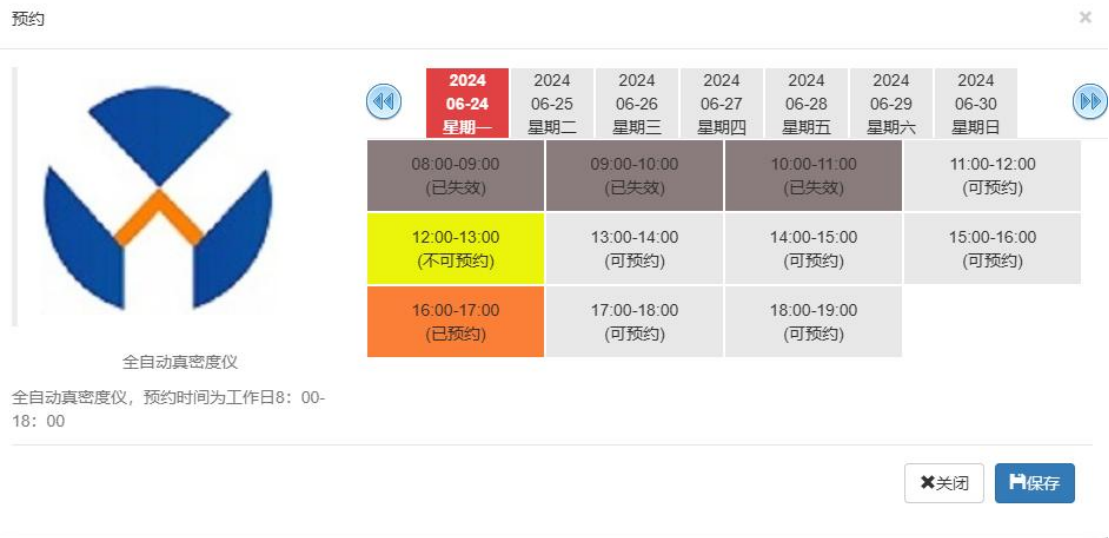 预约
×
2024
06-24
星期一
2024
06-25
星期二
2024
06-26
星期三
2024
06-27
星期四
2024
06-28
星期五
2024
06-29
星期六
2024
06-30
星期日
08:00-09:00
(已失效)
09:00-10:00
(已失效)
10:00-11:00
(已失效)
11:00-12:00
(可预约)
12:00-13:00
(不可预约)
13:00-14:00
(可预约)
14:00-15:00
(可预约)
15:00-16:00
(可预约)
16:00-17:00
(已预约)
17:00-18:00
(可预约)
18:00-19:00
(可预约)
全自动真密度仪
全自动真密度仪，预约时间为工作日8：00-
18：00
关闭
保存